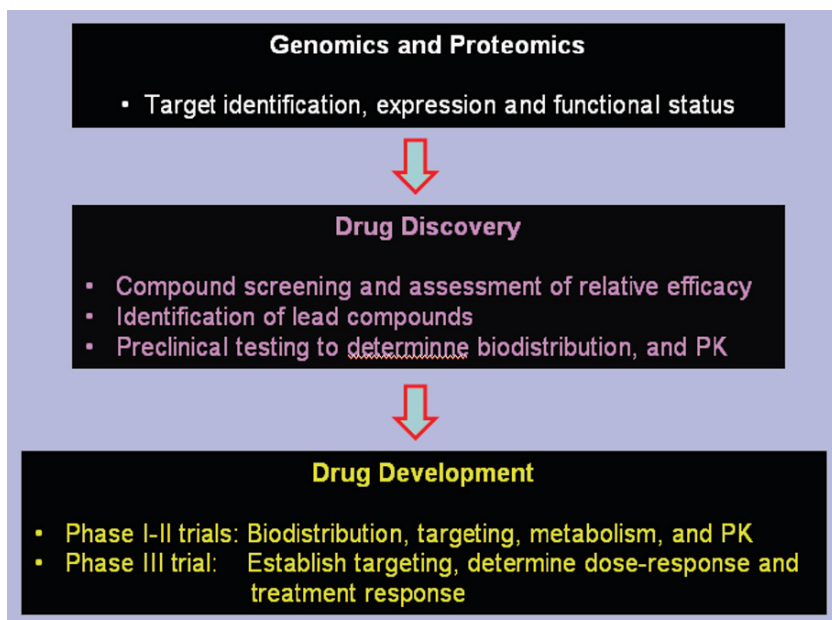 Genomics and Proteomics
• Target identification, expression and functional status
Drug Discovery
• Compound screening and assessment of relative efficacy
• Identification of lead compounds
• Preclinical testing to determinne biodistribution, and PK
Drug Development
• Phase I-II trials: Biodistribution, targeting, metabolism, and PK
• Phase III trial: Establish targeting, determine dose-response and
treatment response